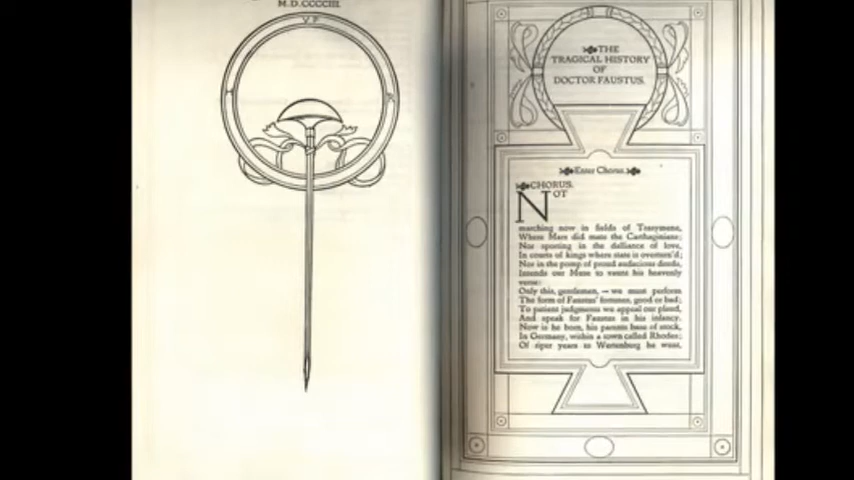 M.D.CCCCIII.
V P
THE
TRAGICAL HISTORY
OF
DOCTOR FAUSTUS.
Enter Chorus.
CHORUS.
NOT
marching now in fields of Trasymene,
Where Mars did mate the Carthaginians;
Nor sporting in the dalliance of love,
In courts of kings where state is overturn'd;
Nor in the pomp of proud audacious deeds,
Intends our Muse to vaunt his heavenly
verse:
Only this, gentlemen, — we must perform
The form of Faustus' fortunes, good or bad;
To patient judgments we appeal our plaud,
And speak for Faustus in his infancy.
Now is he born, his parents base of stock,
In Germany, within a town called Rhodes;
Of riper years to Wertenburg he went,